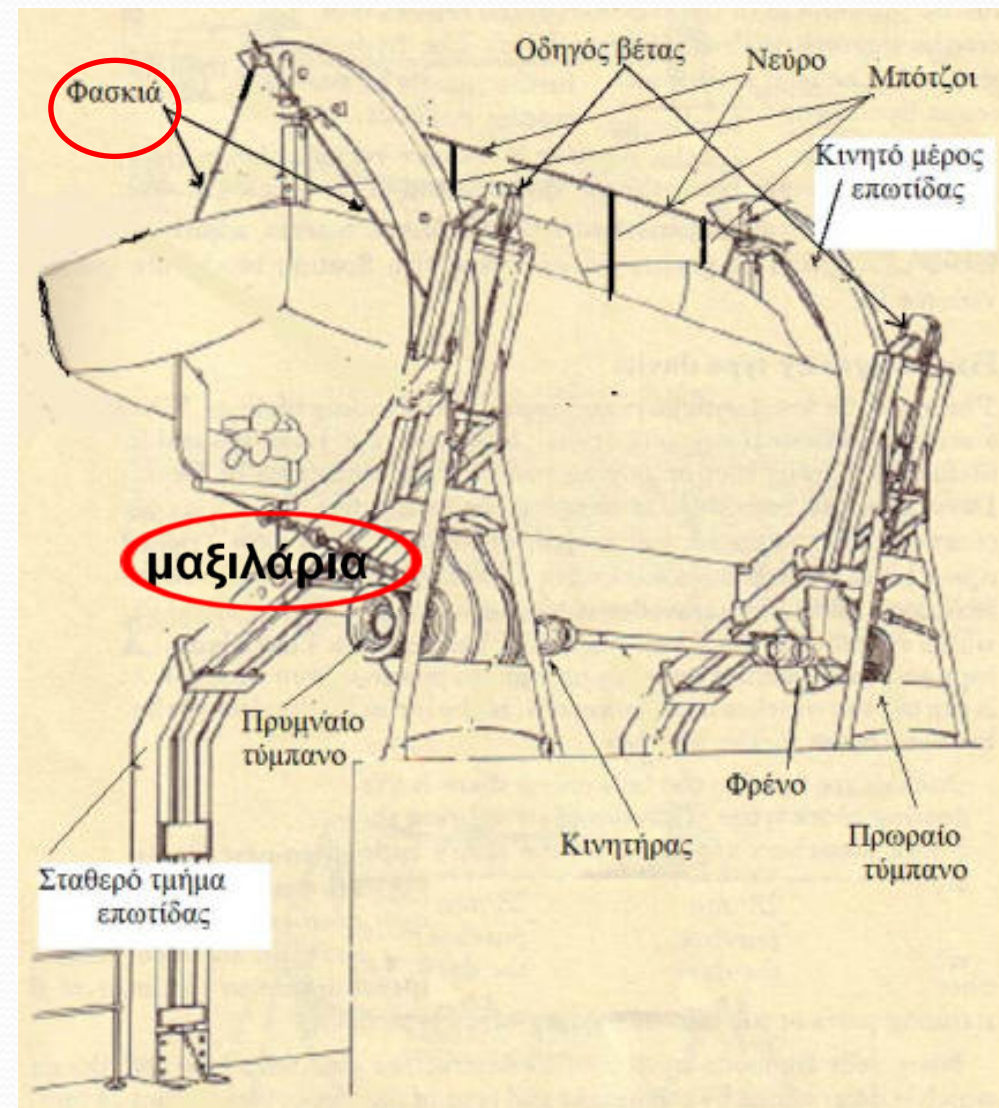 Οδηγός βέτας
Νεύρο
Μπότζοι
Φασκιά
Κινητό μέρος
επωτίδας
μαξιλάρια
Πρυμναίο
τύμπανο
Φρένο
Κινητήρας
Πρωραίο
τύμπανο
Σταθερό τμήμα
επωτίδας